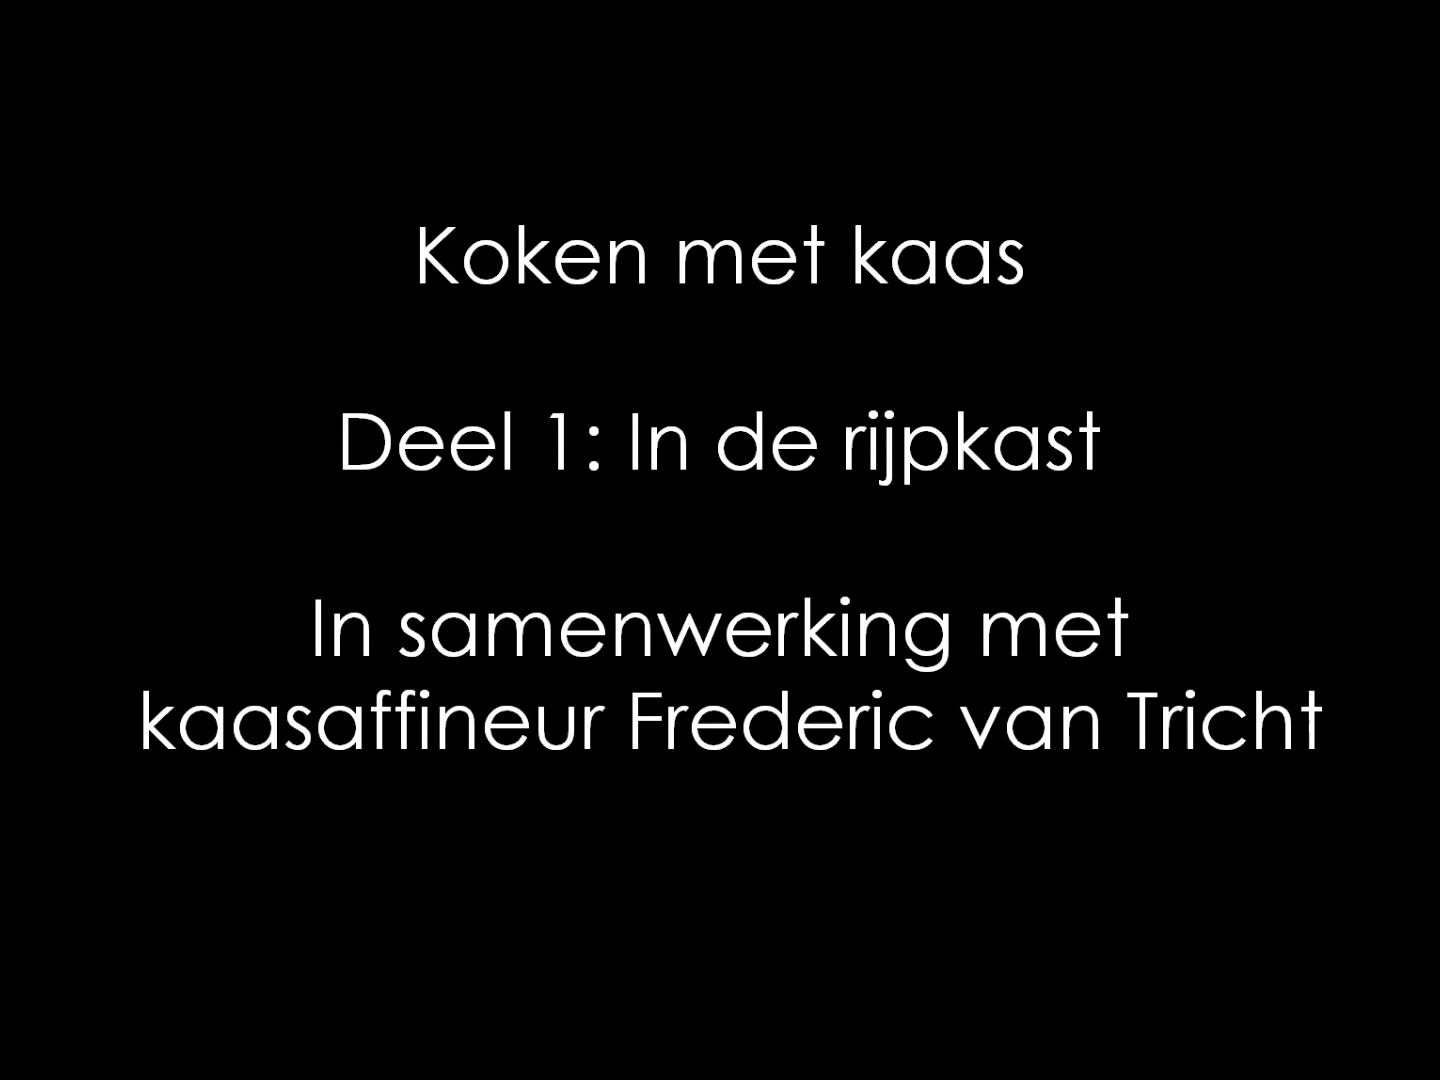 Koken met kaas
Deel 1: In de rijpkast
In samenwerking met
kaasaffineur Frederic van Tricht